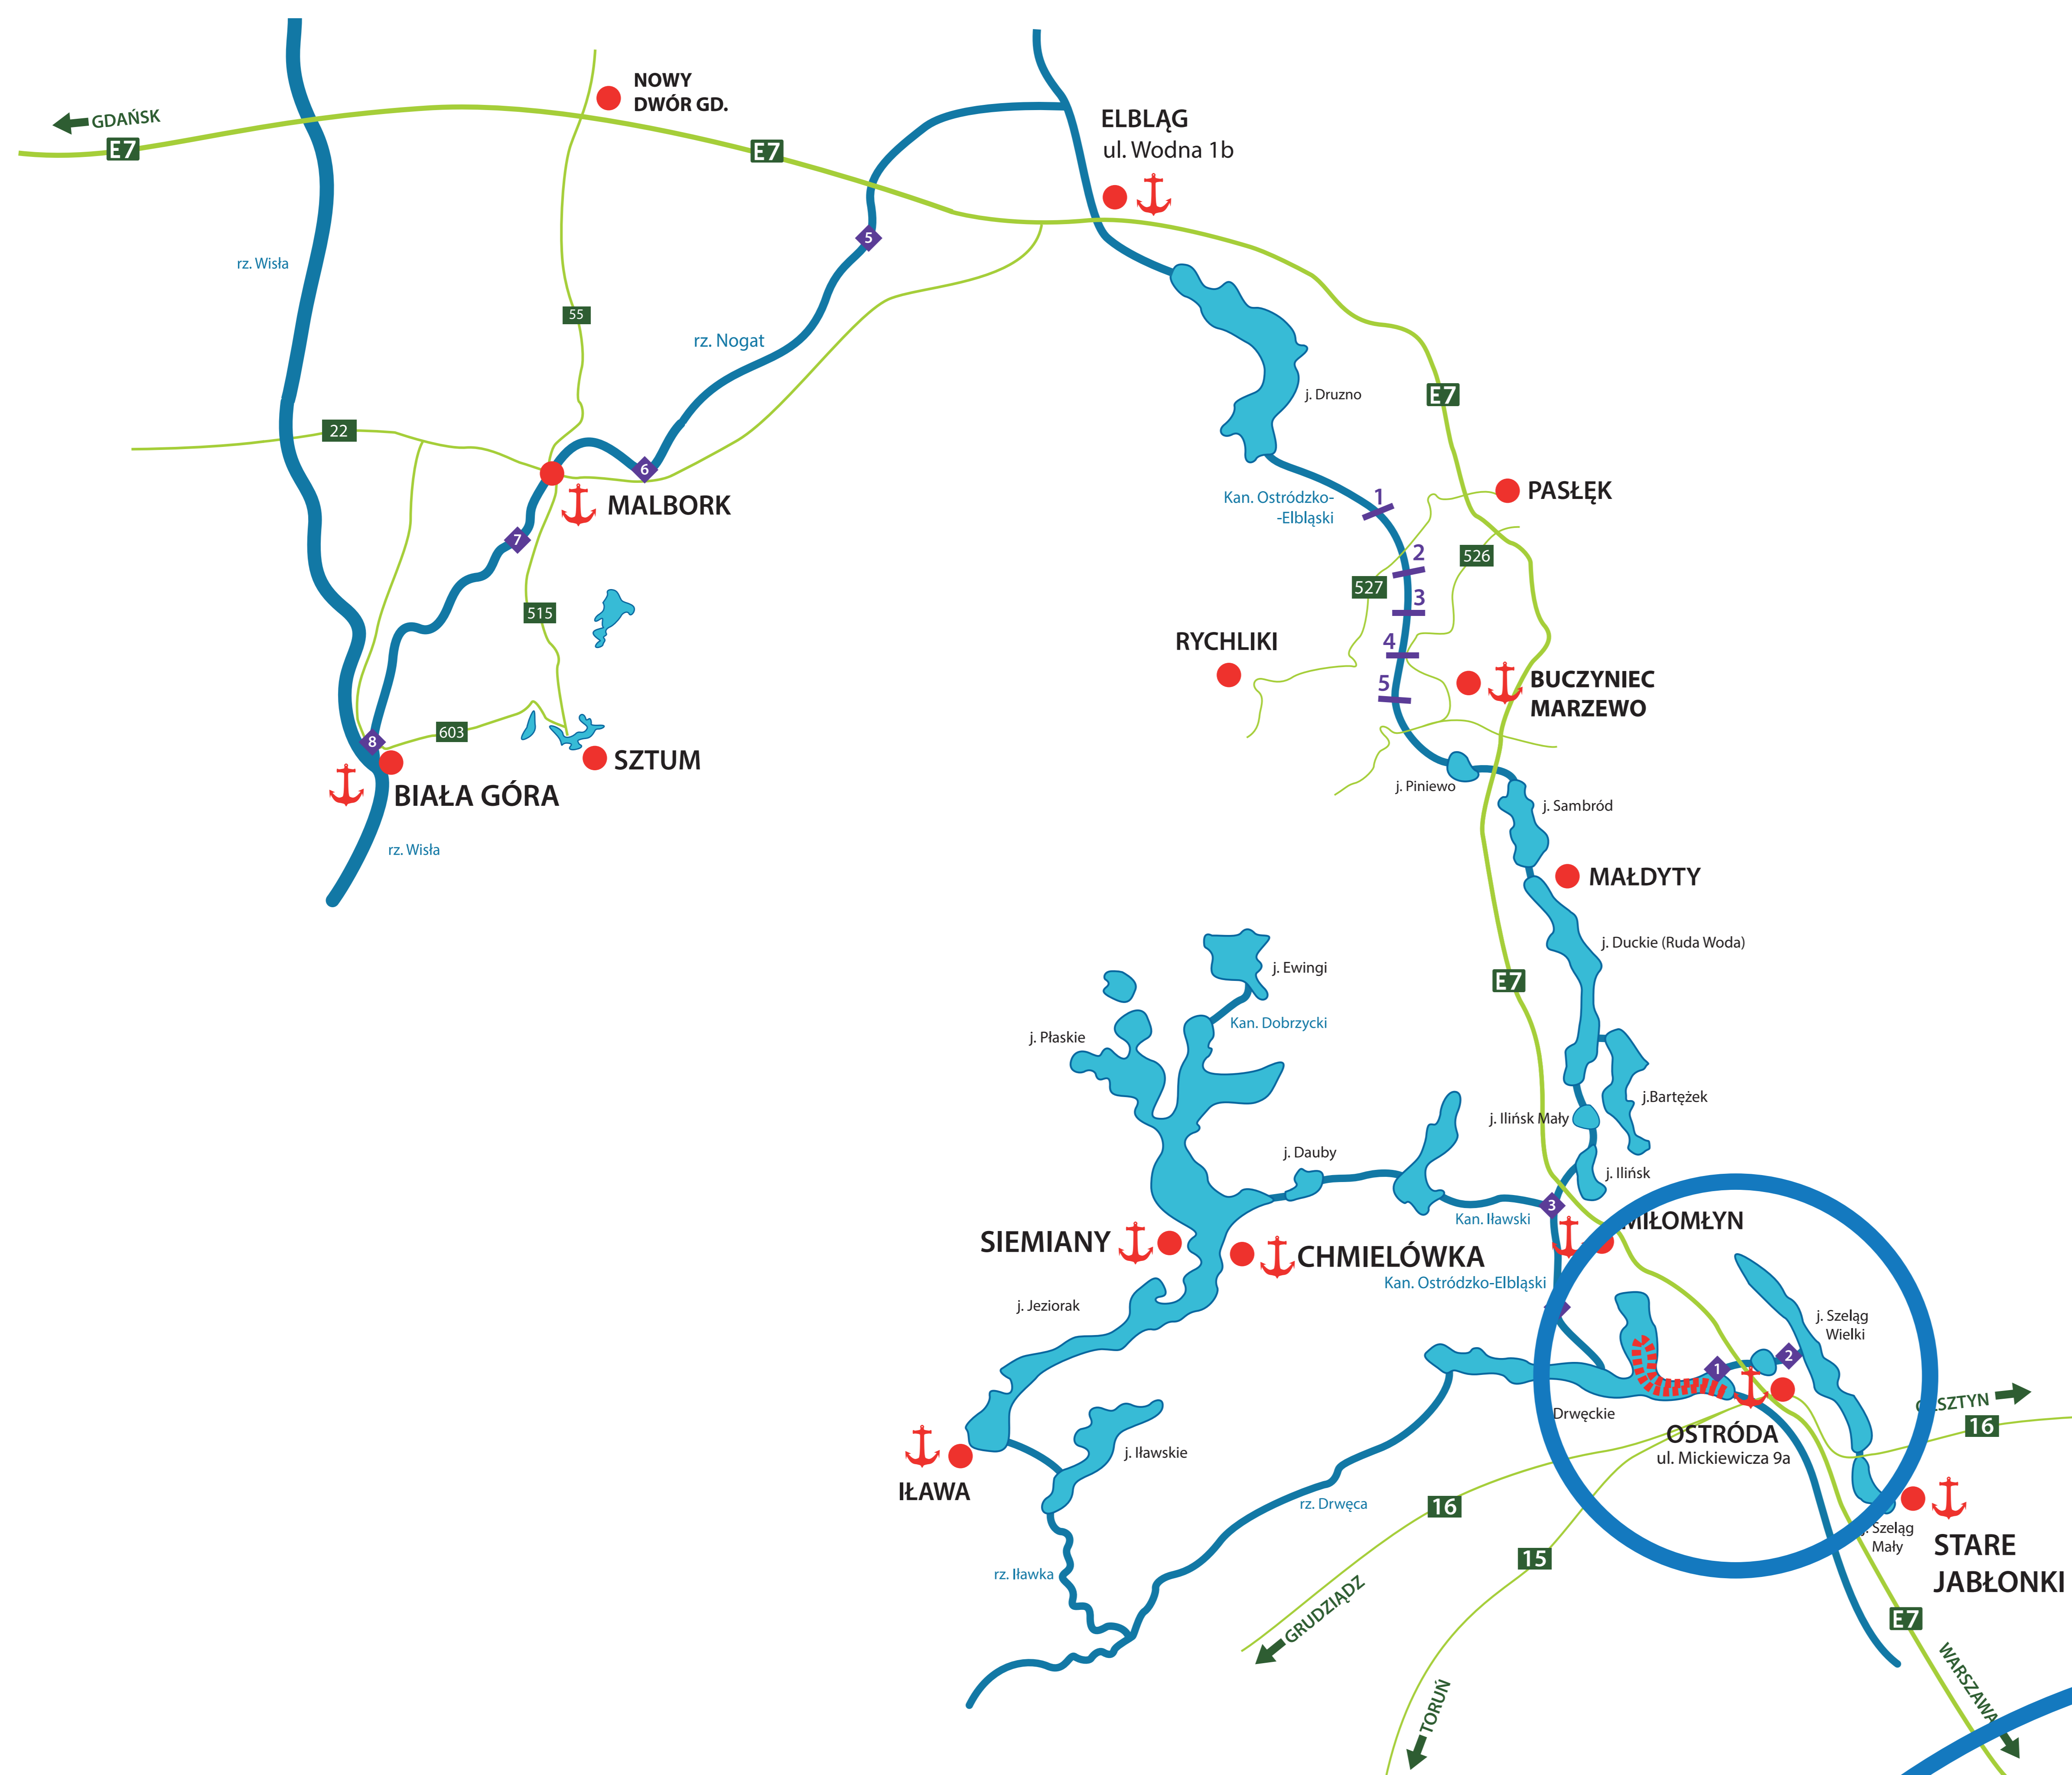 NOWY
DWÓR GD.
GDAŃSK
E7
E7
ELBLĄG
ul. Wodna 1b
rz. Wisła
5
55
rz. Nogat
j. Druzno
E7
22
6
MALBORK
7
Kan. Ostródzko-
-Elbląski
1
PASŁĘK
2
526
527
3
515
RYCHLIKI
4
5
BUCZYNIEC
MARZEWO
603
8
SZTUM
BIAŁA GÓRA
rz. Wisła
j. Piniewo
j. Sambród
MAŁDYTY
j. Duckie (Ruda Woda)
j. Ewingi
E7
Kan. Dobrzycki
j. Płaskie
j.Bartężek
j. Ilińsk Mały
j. Dauby
j. Ilińsk
3
Kan. Iławski
MIŁOMŁYN
SIEMIANY
CHMIELÓWKA
Kan. Ostródzko-Elbląski
j. Jeziorak
j. Szeląg
Wielki
1
2
Drwęckie
OLSZTYN
16
OSTRÓDA
ul. Mickiewicza 9a
j. Iławskie
IŁAWA
rz. Drwęca
16
j. Szeląg
Mały
STARE
JABŁONKI
15
rz. Iławka
GRUDZIĄDZ
E7
TORUŃ
WARSZAWA